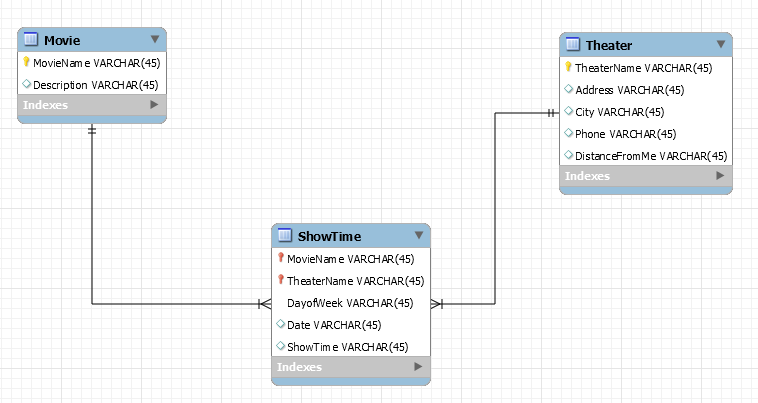 Movie
MovieName VARCHAR(45)
Description VARCHAR(45)
Indexes
Theater
TheaterName VARCHAR(45)
Address VARCHAR(45)
City VARCHAR(45)
Phone VARCHAR(45)
DistanceFromMe VARCHAR(45)
Indexes
ShowTime
MovieName VARCHAR(45)
TheaterName VARCHAR(45)
DayofWeek VARCHAR(45)
Date VARCHAR(45)
ShowTime VARCHAR(45)
Indexes